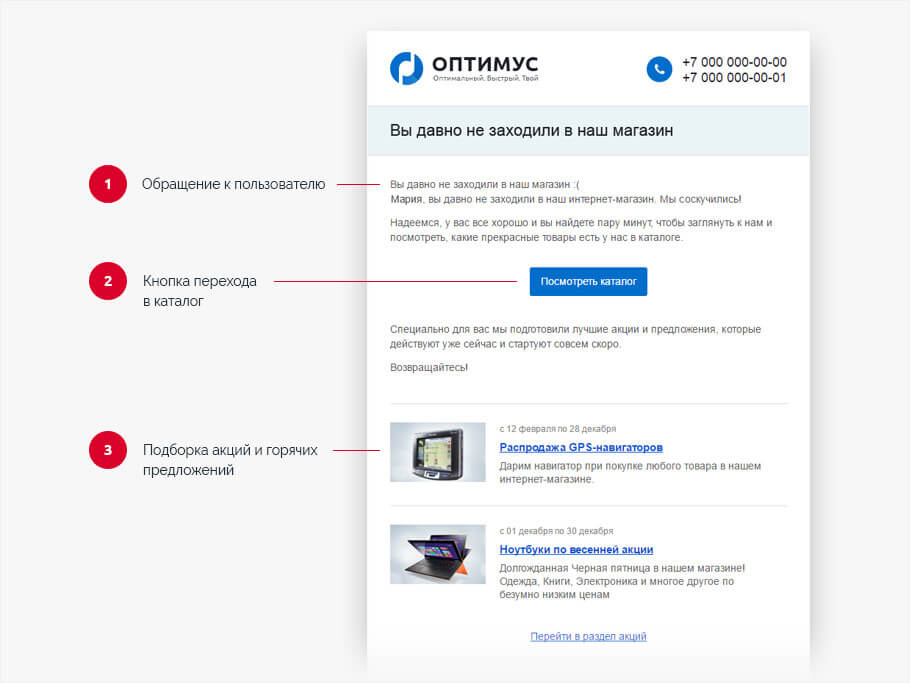 ОПТИМУС
Оптимальный. Быстрый. Твой
+7 000 000-00-00
+7 000 000-00-01
Вы давно не заходили в наш магазин
1
Обращение к пользователю
Вы давно не заходили в наш магазин :(
Мария, вы давно не заходили в наш интернет-магазин. Мы соскучились!
Надеемся, у вас все хорошо и вы найдете пару минут, чтобы заглянуть к нам и
посмотреть, какие прекрасные товары есть у нас в каталоге.
2
Кнопка перехода
в каталог
Посмотреть каталог
Специально для вас мы подготовили лучшие акции и предложения, которые
действуют уже сейчас и стартуют совсем скоро.
Возвращайтесь!
3
Подборка акций и горячих
предложений
с 12 февраля по 28 декабря
Распродажа GPS-навигаторов
Дарим навигатор при покупке любого товара в нашем
интернет-магазине.
с 01 декабря по 30 декабря
Ноутбуки по весенней акции
Долгожданная Черная пятница в нашем магазине!
Одежда, Книги, Электроника и многое другое по
безумно низким ценам
Перейти в раздел акций